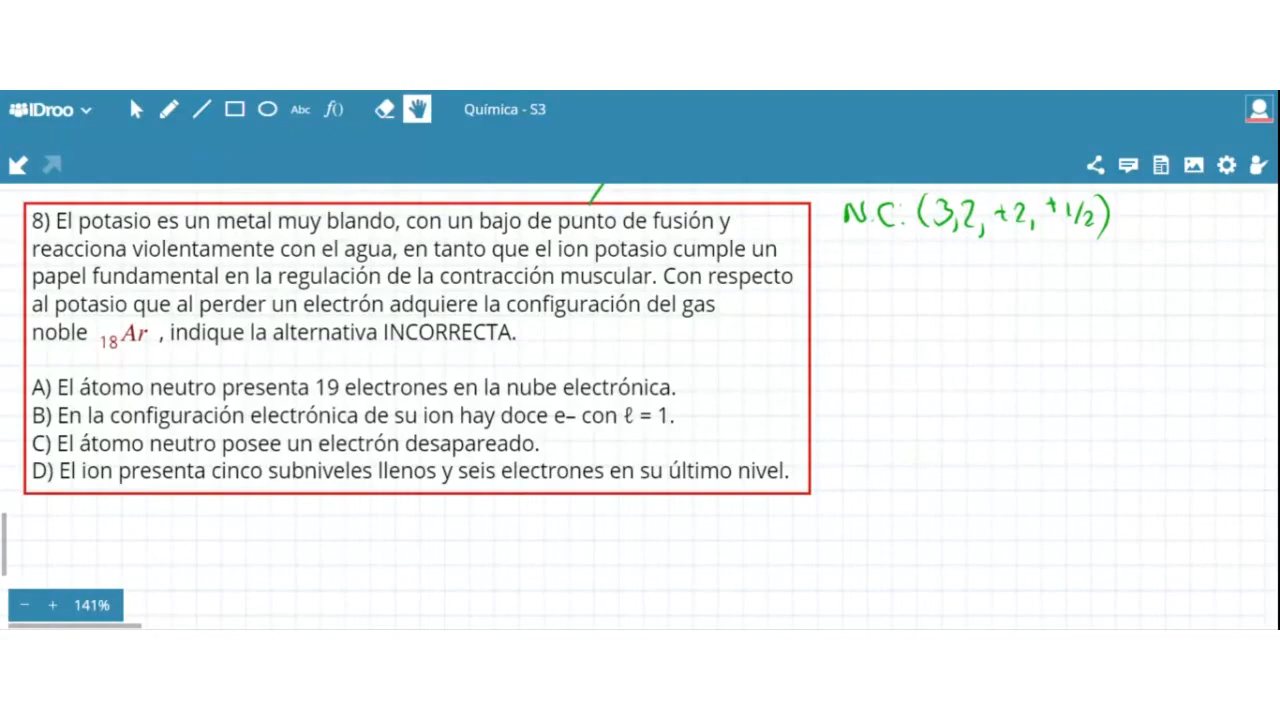 IDroo
Abc f() Química - S3
8) El potasio es un metal muy blando, con un bajo de punto de fusión y
reacciona violentamente con el agua, en tanto que el ion potasio cumple un
papel fundamental en la regulación de la contracción muscular. Con respecto
al potasio que al perder un electrón adquiere la configuración del gas
noble ₁₈Ar , indique la alternativa INCORRECTA.
A) El átomo neutro presenta 19 electrones en la nube electrónica.
B) En la configuración electrónica de su ion hay doce e– con ℓ = 1.
C) El átomo neutro posee un electrón desapareado.
D) El ion presenta cinco subniveles llenos y seis electrones en su último nivel.
N.C: (3,2, +2, +1/2)
− + 141%